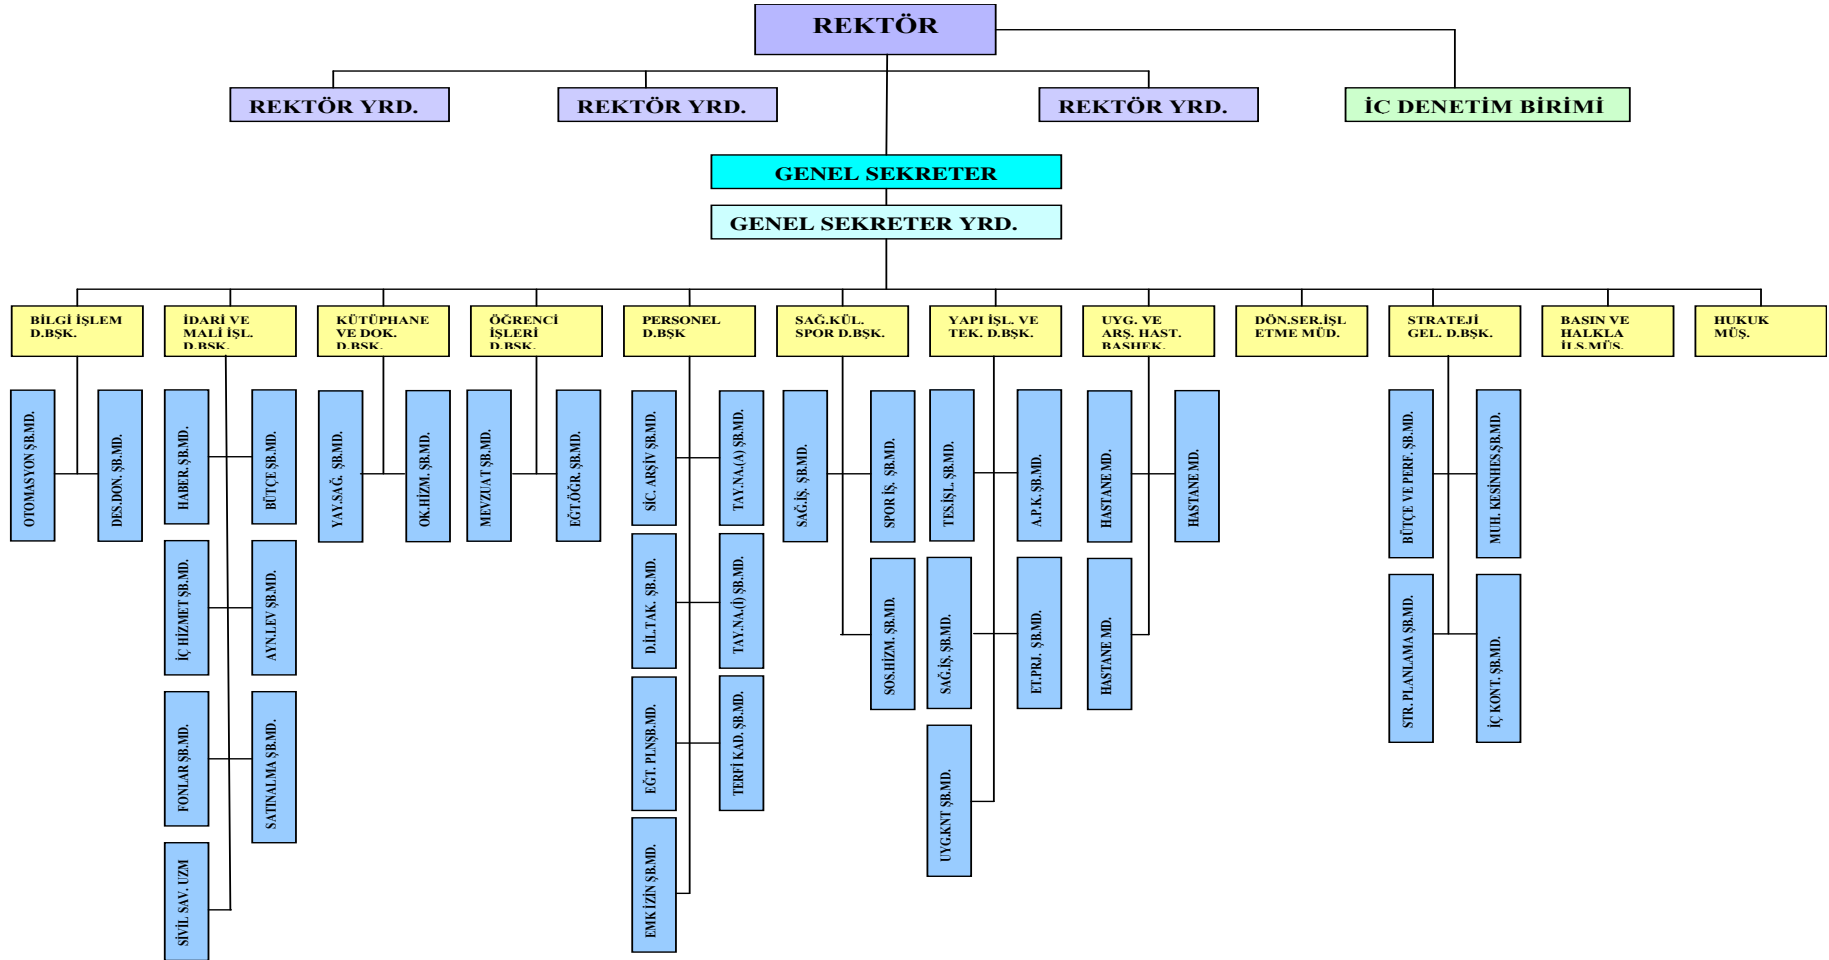 REKTÖR
REKTÖR YRD.
REKTÖR YRD.
REKTÖR YRD.
İC DENETİM BİRİMİ
GENEL SEKRETER
GENEL SEKRETER YRD.
BİLGİ İŞLEM
D.BŞK.
İDARİ VE
MALİ İŞL.
D.BŞK.
KÜTÜPHANE
VE DOK.
D.BŞK.
ÖĞRENCİ
İŞLERİ
D.BŞK.
PERSONEL
D.BŞK
SAĞ.KÜL.
SPOR D.BŞK.
YAPI İŞL. VE
TEK. D.BŞK.
UYG. VE
ARŞ. HAST.
BAŞHEK.
DÖN.SER.İŞL
ETME MÜD.
STRATEJİ
GEL. D.BŞK.
BASIN VE
HALKLA
İLŞ.MÜŞ.
HUKUK
MÜŞ.
OTOMASYON ŞB.MD.
DES.DON. ŞB.MD.
HABER.ŞB.MD.
BÜTÇE ŞB.MD.
İÇ HİZMET ŞB.MD.
AYN.LEV ŞB.MD.
FONLAR ŞB.MD.
SATINALMA ŞB.MD.
SİVİL SAV. UZM
YAY.SAĞ. ŞB.MD.
OK.HİZM. ŞB.MD.
MEVZUAT ŞB.MD.
EĞT.ÖĞR. ŞB.MD.
SİC. ARŞİV ŞB.MD.
TAY.NA.(A) ŞB.MD.
D.İL.TAK. ŞB.MD.
TAY.NA.(İ) ŞB.MD.
EĞT. PLNŞB.MD.
TERFİ KAD. ŞB.MD.
EMK İZİN ŞB.MD.
SAĞ.İŞ. ŞB.MD.
SPOR İŞ. ŞB.MD.
SOS.HİZM. ŞB.MD.
TES.İŞL. ŞB.MD.
A.P.K. ŞB.MD.
SAĞ.İŞ. ŞB.MD.
ET.PRJ. ŞB.MD.
UYG.KNT ŞB.MD.
HASTANE MD.
HASTANE MD.
HASTANE MD.
BÜTÇE VE PERF. ŞB.MD.
MUH. KESİNHES.ŞB.MD.
STR. PLANLAMA ŞB.MD.
İÇ KONT. ŞB.MD.